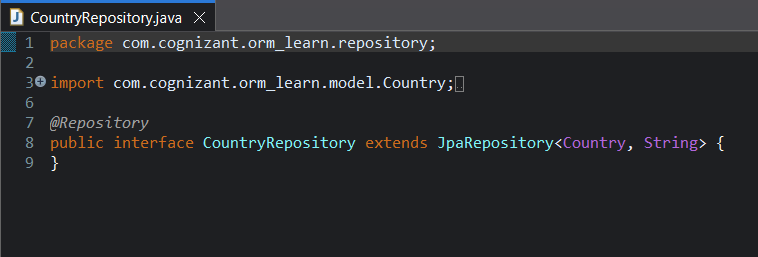 CountryRepository.java
1 package com.cognizant.orm_learn.repository;
2
3 import com.cognizant.orm_learn.model.Country;
6
7 @Repository
8 public interface CountryRepository extends JpaRepository<Country, String> {
9 }